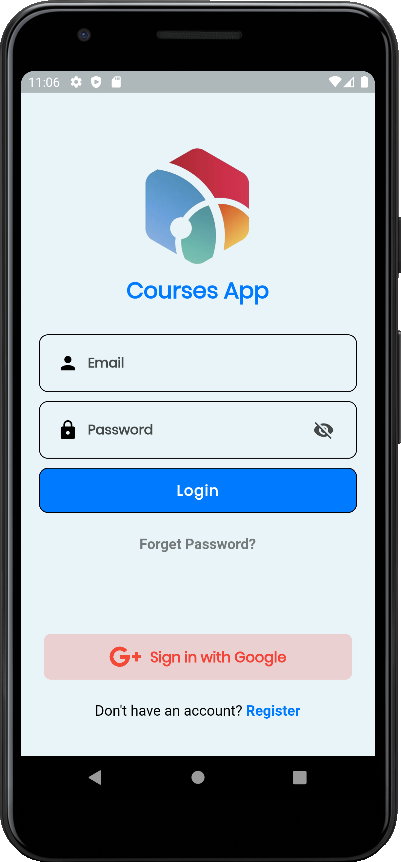 11:06
Courses App
Email
Password
Login
Forget Password?
G+ Sign in with Google
Don't have an account? Register